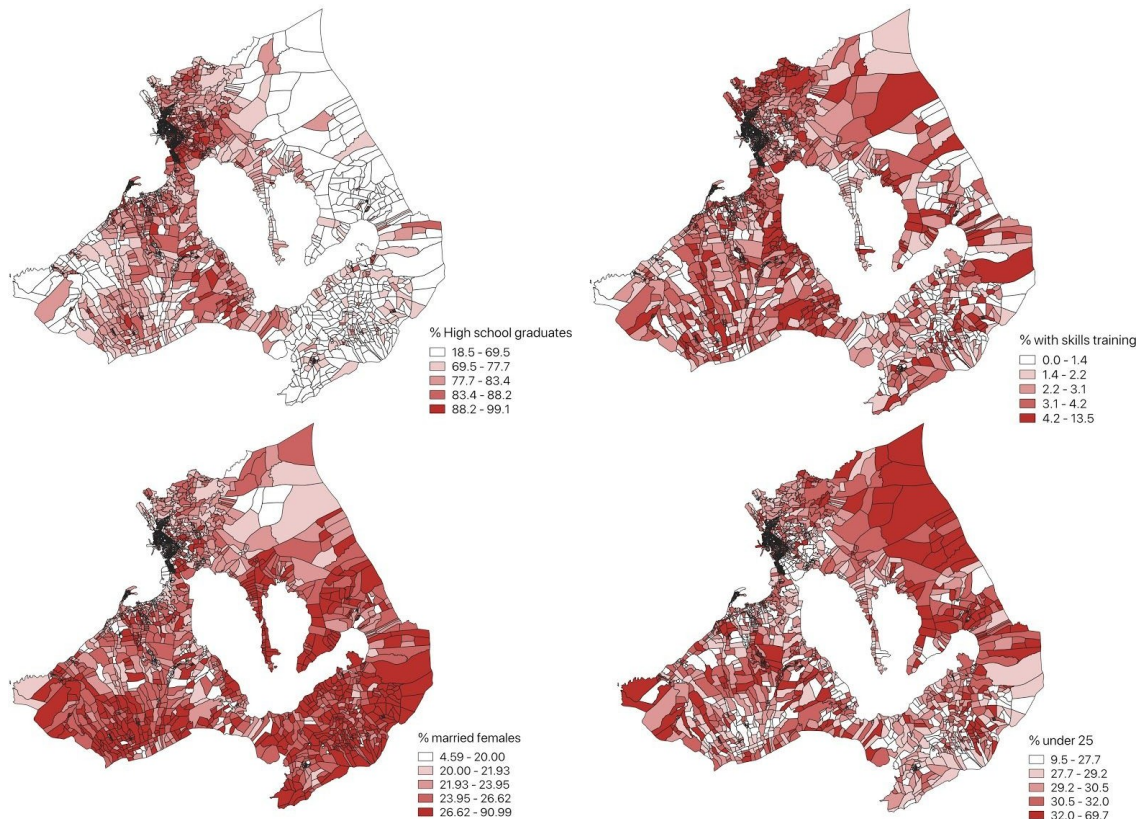 % High school graduates
18.5 - 69.5
69.5 - 77.7
77.7 - 83.4
83.4 - 88.2
88.2 - 99.1
% with skills training
0.0 - 1.4
1.4 - 2.2
2.2 - 3.1
3.1 - 4.2
4.2 - 13.5
% married females
4.59 - 20.00
20.00 - 21.93
21.93 - 23.95
23.95 - 26.62
26.62 - 90.99
% under 25
9.5 - 27.7
27.7 - 29.2
29.2 - 30.5
30.5 - 32.0
32.0 - 69.7